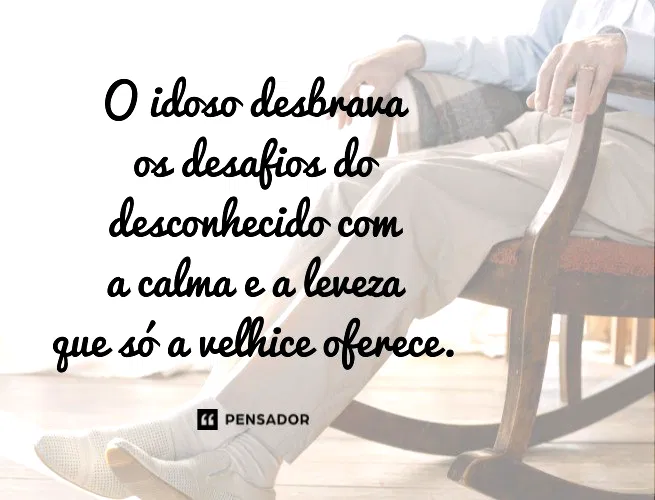 O idoso desbrava
os desafios do
desconhecido com
a calma e a leveza
que só a velhice oferece.
PENSADOR